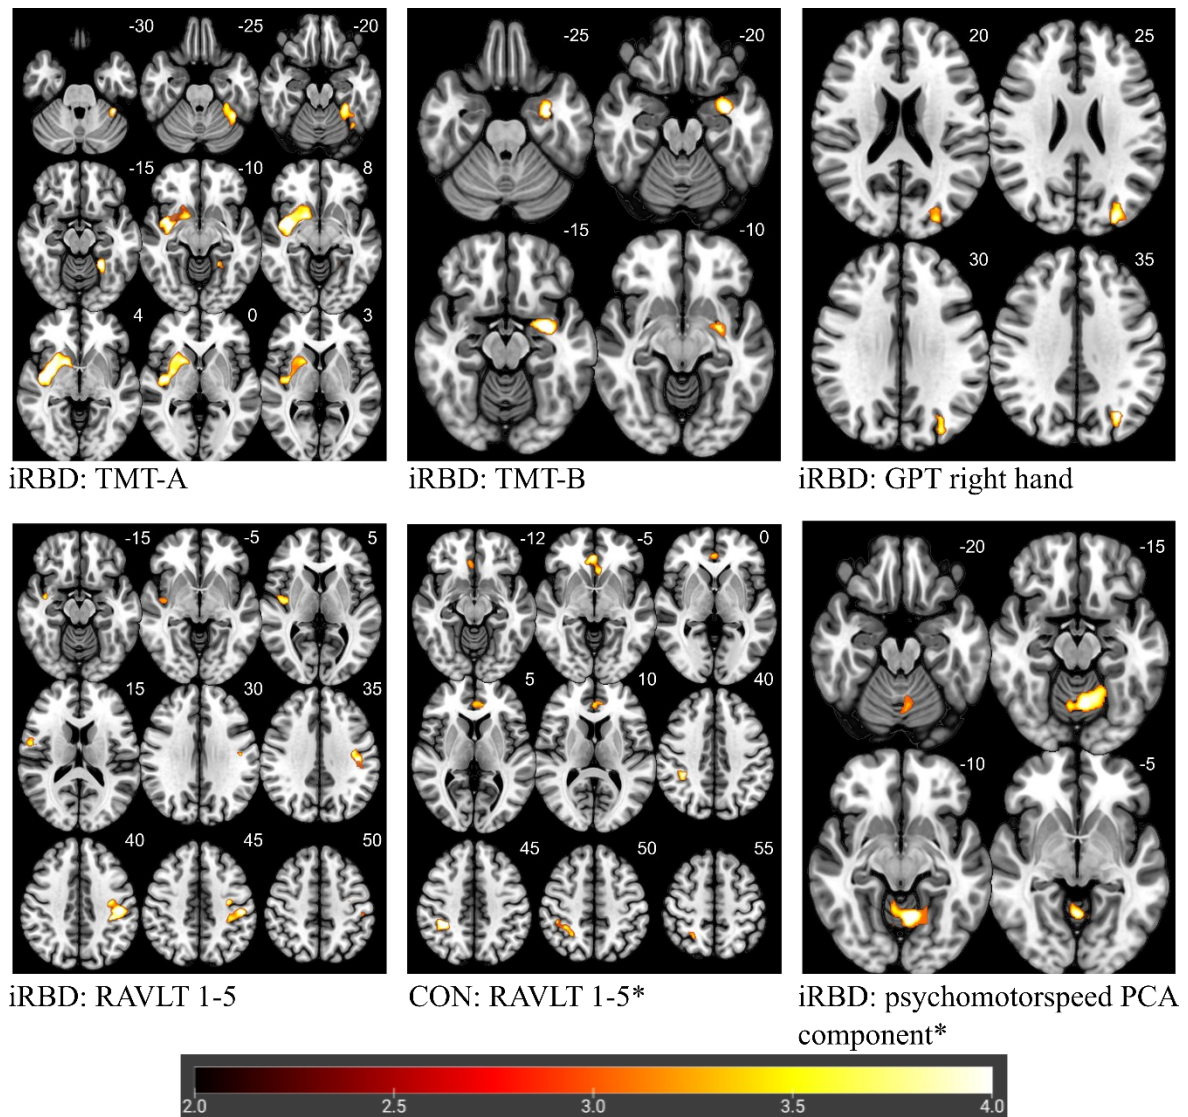 -30 -25 -20
-15 -10 8
4 0 3
iRBD: TMT-A
-25 -20
-15 -10
iRBD: TMT-B
20 25
30 35
iRBD: GPT right hand
-15 -5 5
15 30 35
40 45 50
iRBD: RAVLT 1-5
-12 -5 0
5 10 40
45 50 55
CON: RAVLT 1-5*
-20 -15
-10 -5
iRBD: psychomotorspeed PCA
component*
2.0 2.5 3.0 3.5 4.0